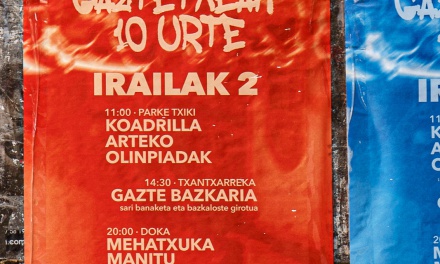 10 URTE
IRAILAK 2
11:00 · PARKE TXIKI
KOADRILLA
ARTEKO
OLINPIADAK
14:30 · TXANTXARREKA
GAZTE BAZKARIA
sari banaketa eta bazkaloste girotua
20:00 · DOKA
MEHATXUKA
MANITU